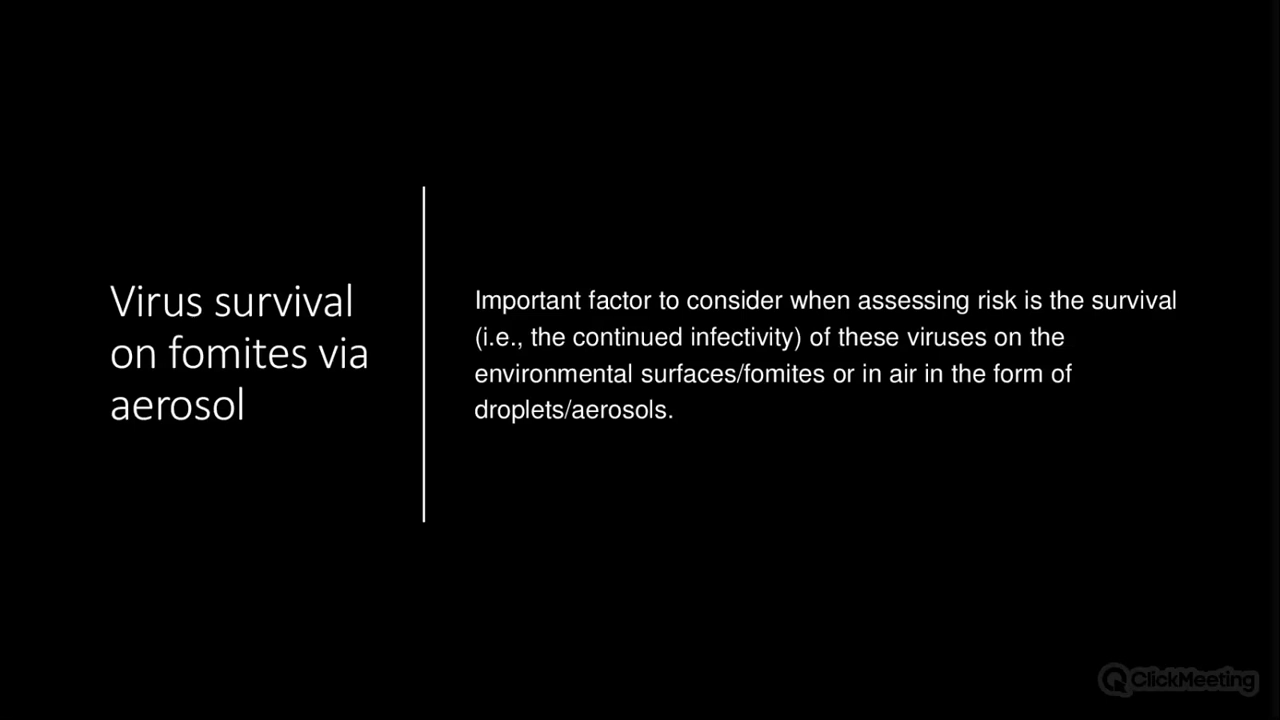 Virus survival
on fomites via
aerosol
Important factor to consider when assessing risk is the survival
(i.e., the continued infectivity) of these viruses on the
environmental surfaces/fomites or in air in the form of
droplets/aerosols.
ClickMeeting